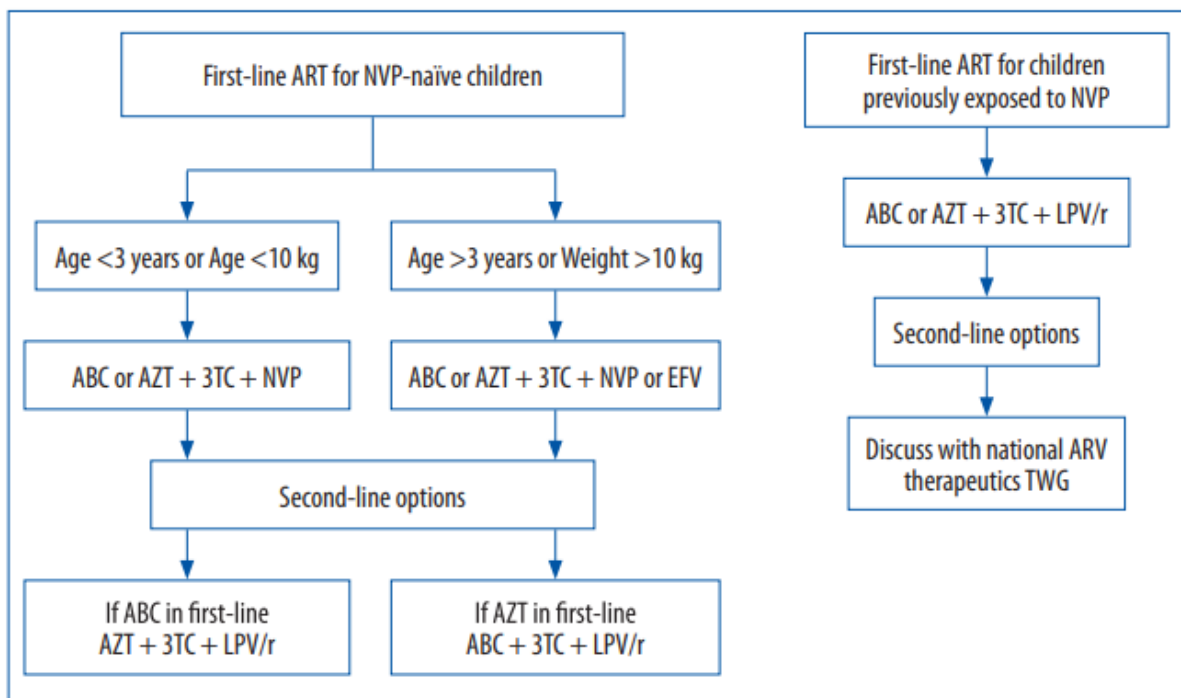 First-line ART for NVP-naïve children
Age <3 years or Age <10 kg
Age >3 years or Weight >10 kg
ABC or AZT + 3TC + NVP
ABC or AZT + 3TC + NVP or EFV
Second-line options
If ABC in first-line
AZT + 3TC + LPV/r
If AZT in first-line
ABC + 3TC + LPV/r
First-line ART for children
previously exposed to NVP
ABC or AZT + 3TC + LPV/r
Second-line options
Discuss with national ARV
therapeutics TWG